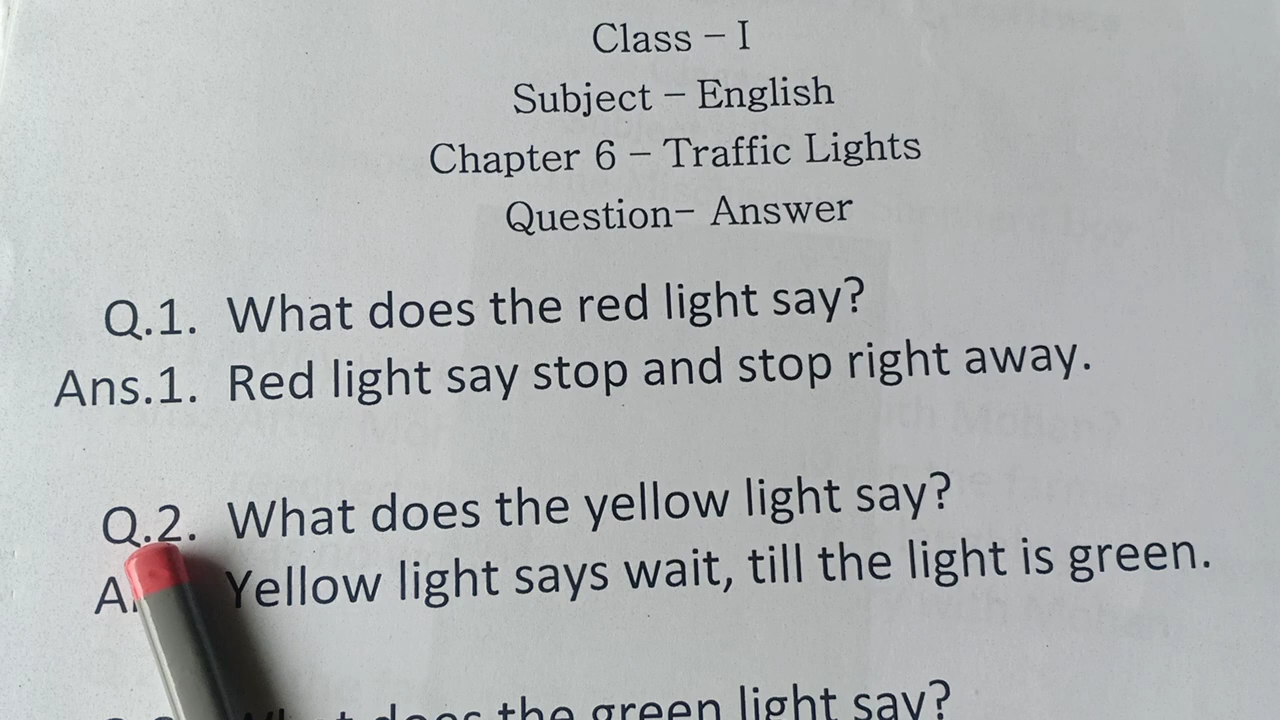 Class – I
Subject – English
Chapter 6 – Traffic Lights
Question– Answer
Q.1. What does the red light say?
Ans.1. Red light say stop and stop right away.
Q.2. What does the yellow light say?
Yellow light says wait, till the light is green.
What does the green light say?